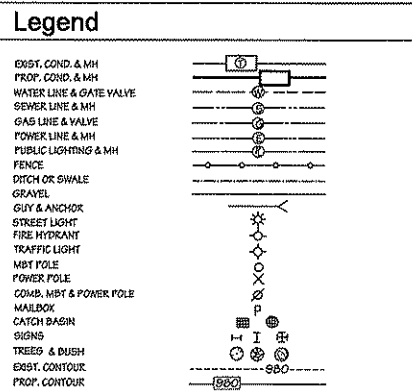 Legend
EXIST. COND. & MH T
PROP. COND. & MH
WATER LINE & GATE VALVE W
SEWER LINE & MH S
GAS LINE & VALVE G
POWER LINE & MH
PUBLIC LIGHTING & MH
FENCE
DITCH OR SWALE
GRAVEL
GUY & ANCHOR
STREET LIGHT
FIRE HYDRANT
TRAFFIC LIGHT
MBT POLE
POWER POLE
COMB. MBT & POWER POLE
MAILBOX P
CATCH BASIN
SIGNS
TREES & BUSH
EXIST. CONTOUR 980
PROP. CONTOUR 980